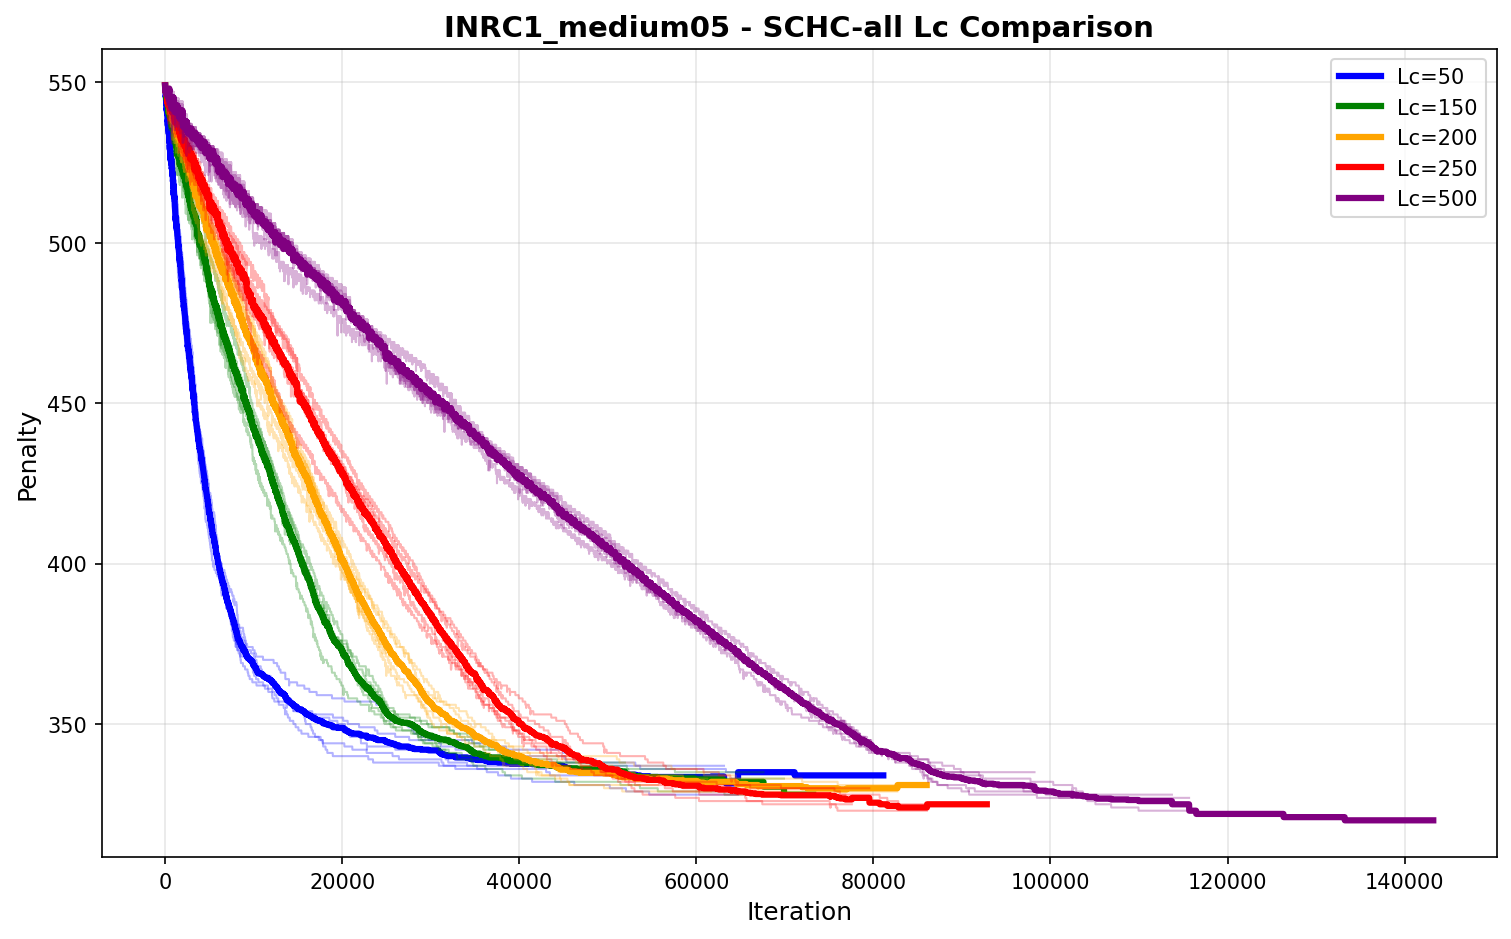 INRC1_medium05 - SCHC-all Lc Comparison
Lc=50
Lc=150
Lc=200
Lc=250
Lc=500
Penalty
550
500
450
400
350
0 20000 40000 60000 80000 100000 120000 140000
Iteration